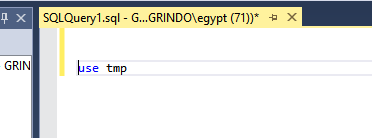 SQLQuery1.sql - G...GRINDO\egypt (71))*
GRIN
use tmp